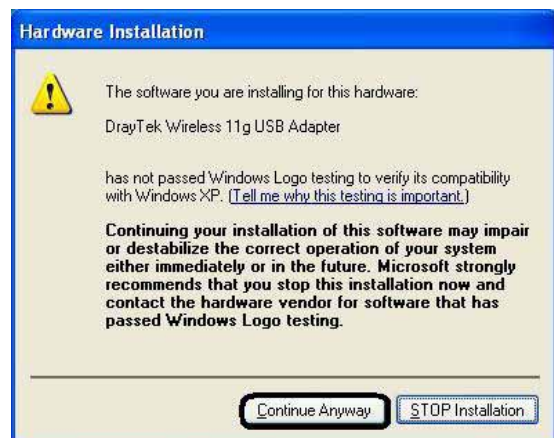 Hardware Installation
The software you are installing for this hardware:
DrayTek Wireless 11g USB Adapter
has not passed Windows Logo testing to verify its compatibility
with Windows XP. (Tell me why this testing is important.)
Continuing your installation of this software may impair
or destabilize the correct operation of your system
either immediately or in the future. Microsoft strongly
recommends that you stop this installation now and
contact the hardware vendor for software that has
passed Windows Logo testing.
Continue Anyway
STOP Installation